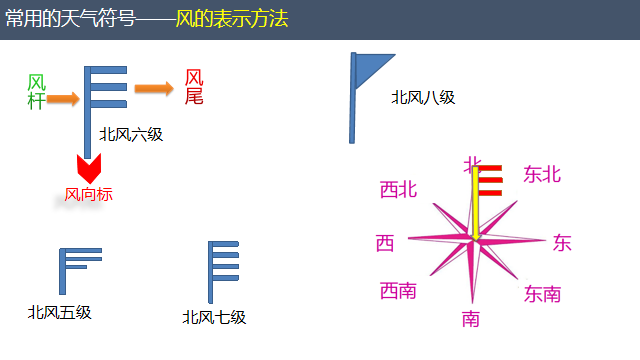 常用的天气符号——风的表示方法
风杆
风尾
北风六级
风向标
北风八级
北
东北
西北
西
东
西南
东南
南
北风五级
北风七级